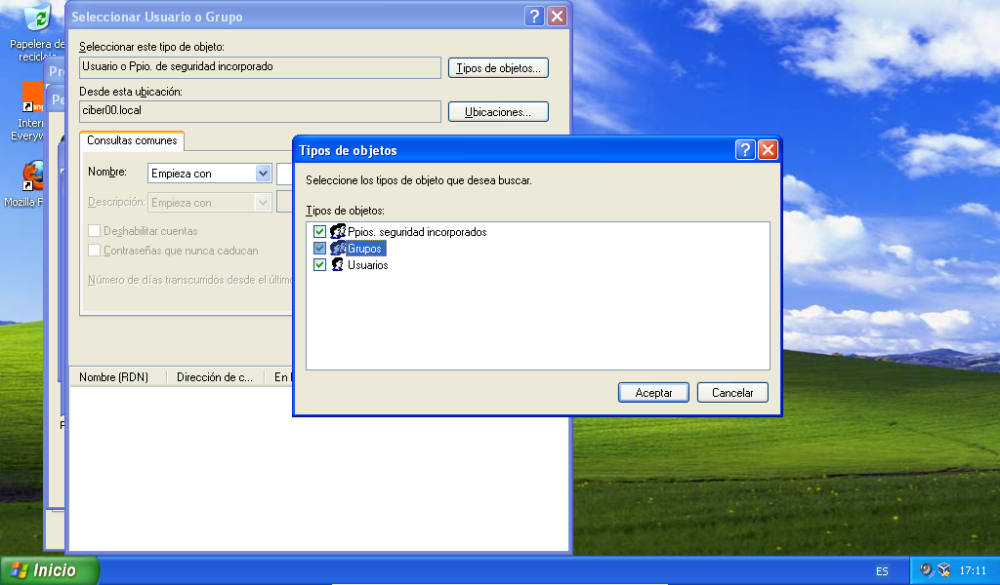 Papelera de
recicla
Inter
Everyw
Mozilla F
Pr
Pe
Seleccionar Usuario o Grupo
Seleccionar este tipo de objeto:
Usuario o Ppio. de seguridad incorporado
Tipos de objetos...
Desde esta ubicación:
ciber00.local
Ubicaciones...
Consultas comunes
Nombre:
Empieza con
Descripción:
Empieza con
Deshabilitar cuentas
Contraseñas que nunca caducan
Número de días transcurridos desde el último
Nombre (RDN)
Dirección de c...
En
Tipos de objetos
Seleccione los tipos de objeto que desea buscar.
Tipos de objetos:
Ppios. seguridad incorporados
Grupos
Usuarios
Aceptar
Cancelar
Inicio
ES
17:11